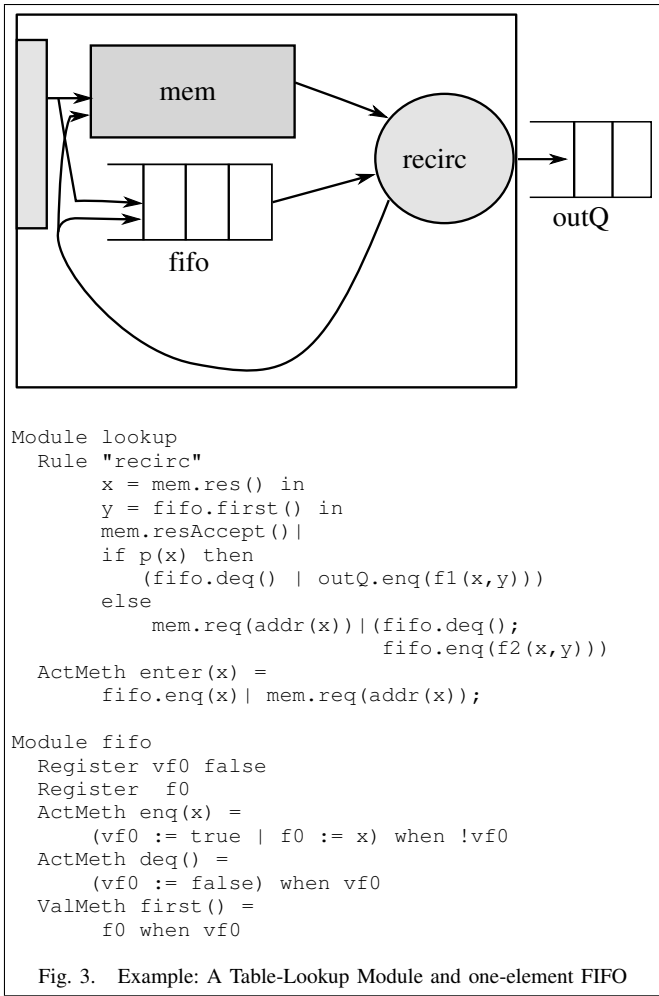 mem
recirc
fifo
outQ
Module lookup
  Rule "recirc"
       x = mem.res() in
       y = fifo.first() in
       mem.resAccept()|
       if p(x) then
          (fifo.deq() | outQ.enq(f1(x,y)))
       else
           mem.req(addr(x))|(fifo.deq();
                             fifo.enq(f2(x,y)))
  ActMeth enter(x) =
       fifo.enq(x)| mem.req(addr(x));
Module fifo
  Register vf0 false
  Register  f0
  ActMeth enq(x) =
      (vf0 := true | f0 := x) when !vf0
  ActMeth deq() =
      (vf0 := false) when vf0
  ValMeth first() =
       f0 when vf0
Fig. 3. Example: A Table-Lookup Module and one-element FIFO